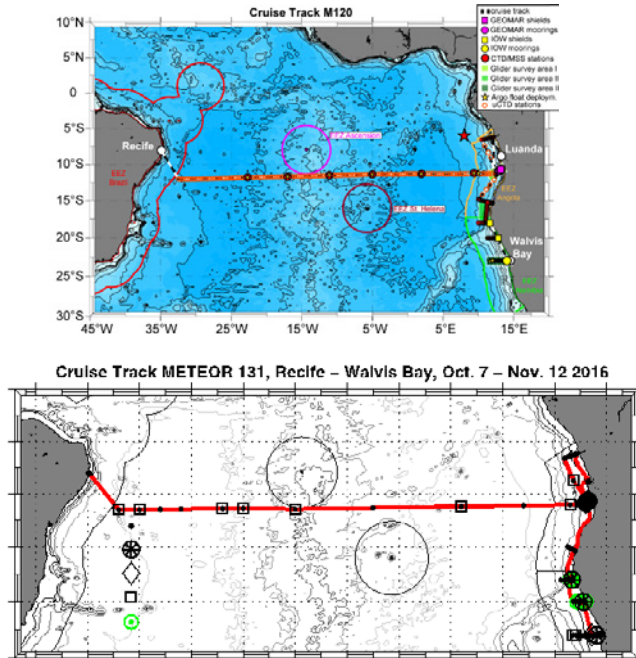 Cruise Track M120
10°N
5°N
0
5°S
10°S
15°S
20°S
25°S
30°S
45°W
35°W
25°W
15°W
5°W
5°E
15°E
Recife
Luanda
Walvis
Bay
EEZ
Brazil
EEZ Ascension
EEZ St. Helena
EEZ
Angola
EEZ
cruise track
GEOMAR shields
GEOMAR moorings
IOW shields
IOW moorings
CTD/MSS stations
Glider survey area I
Glider survey area II
Glider survey area II
Argo float deploym.
uCTD stations
Cruise Track METEOR 131, Recife – Walvis Bay, Oct. 7 – Nov. 12 2016